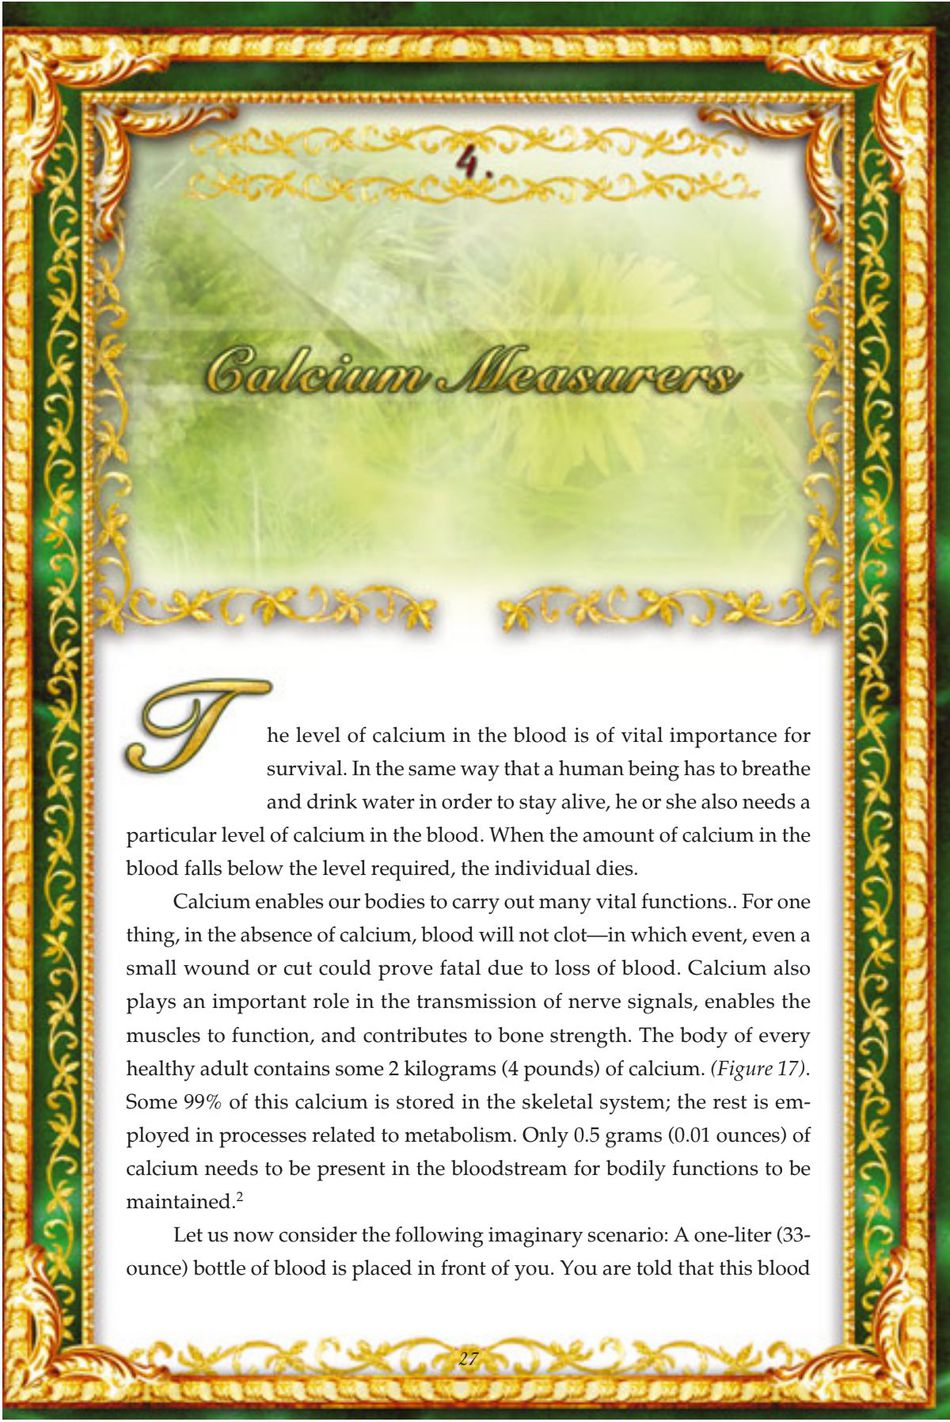 4.
Calcium Measurers
The level of calcium in the blood is of vital importance for
survival. In the same way that a human being has to breathe
and drink water in order to stay alive, he or she also needs a
particular level of calcium in the blood. When the amount of calcium in the
blood falls below the level required, the individual dies.
Calcium enables our bodies to carry out many vital functions.. For one
thing, in the absence of calcium, blood will not clot—in which event, even a
small wound or cut could prove fatal due to loss of blood. Calcium also
plays an important role in the transmission of nerve signals, enables the
muscles to function, and contributes to bone strength. The body of every
healthy adult contains some 2 kilograms (4 pounds) of calcium. (Figure 17).
Some 99% of this calcium is stored in the skeletal system; the rest is em-
ployed in processes related to metabolism. Only 0.5 grams (0.01 ounces) of
calcium needs to be present in the bloodstream for bodily functions to be
maintained.2
Let us now consider the following imaginary scenario: A one-liter (33-
ounce) bottle of blood is placed in front of you. You are told that this blood
27